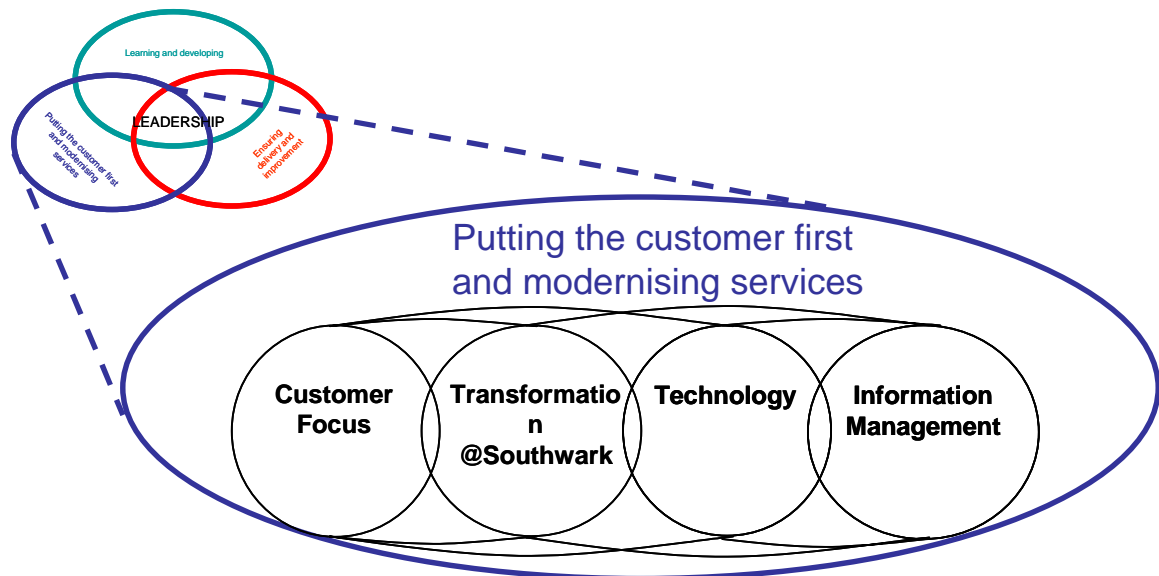 Learning and developing
LEADERSHIP
Putting the customer first
and modernising
services
Ensuring
delivery and
improvement
Putting the customer first
and modernising services
Customer
Focus
Transformatio
n
@Southwark
Technology
Information
Management